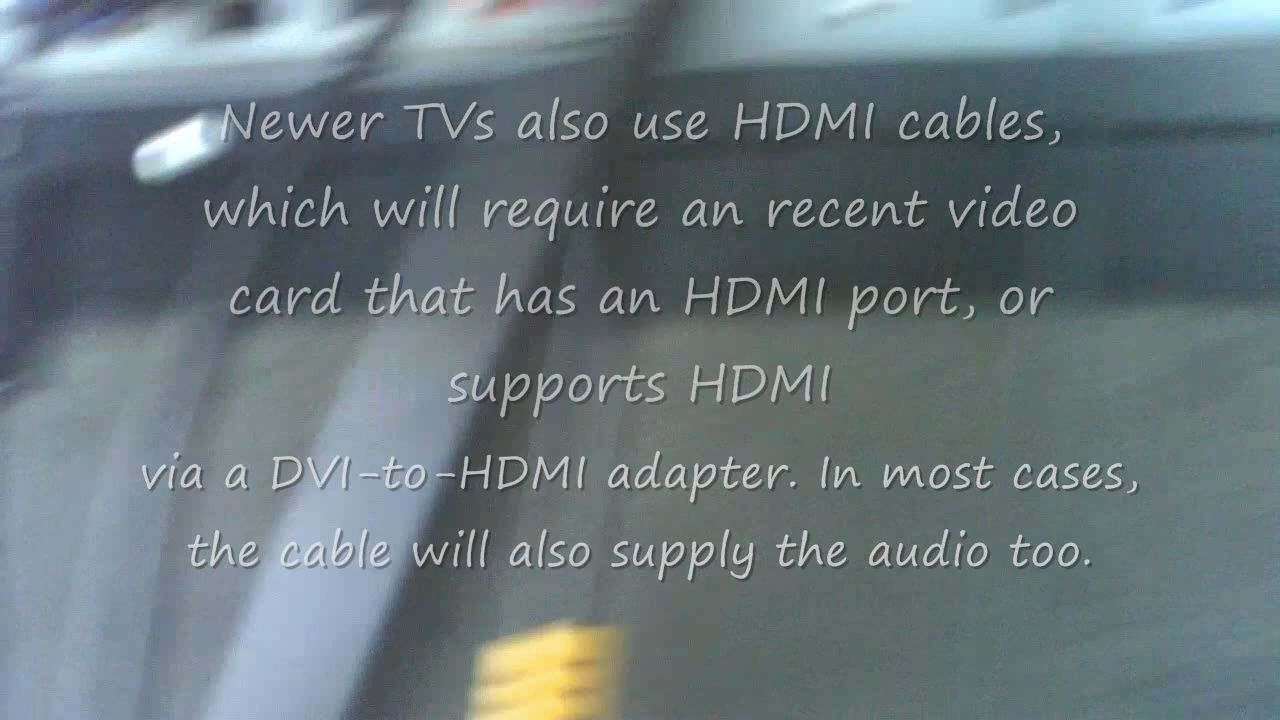 Newer TVs also use HDMI cables,
which will require an recent video
card that has an HDMI port, or
supports HDMI
via a DVI-to-HDMI adapter. In most cases,
the cable will also supply the audio too.